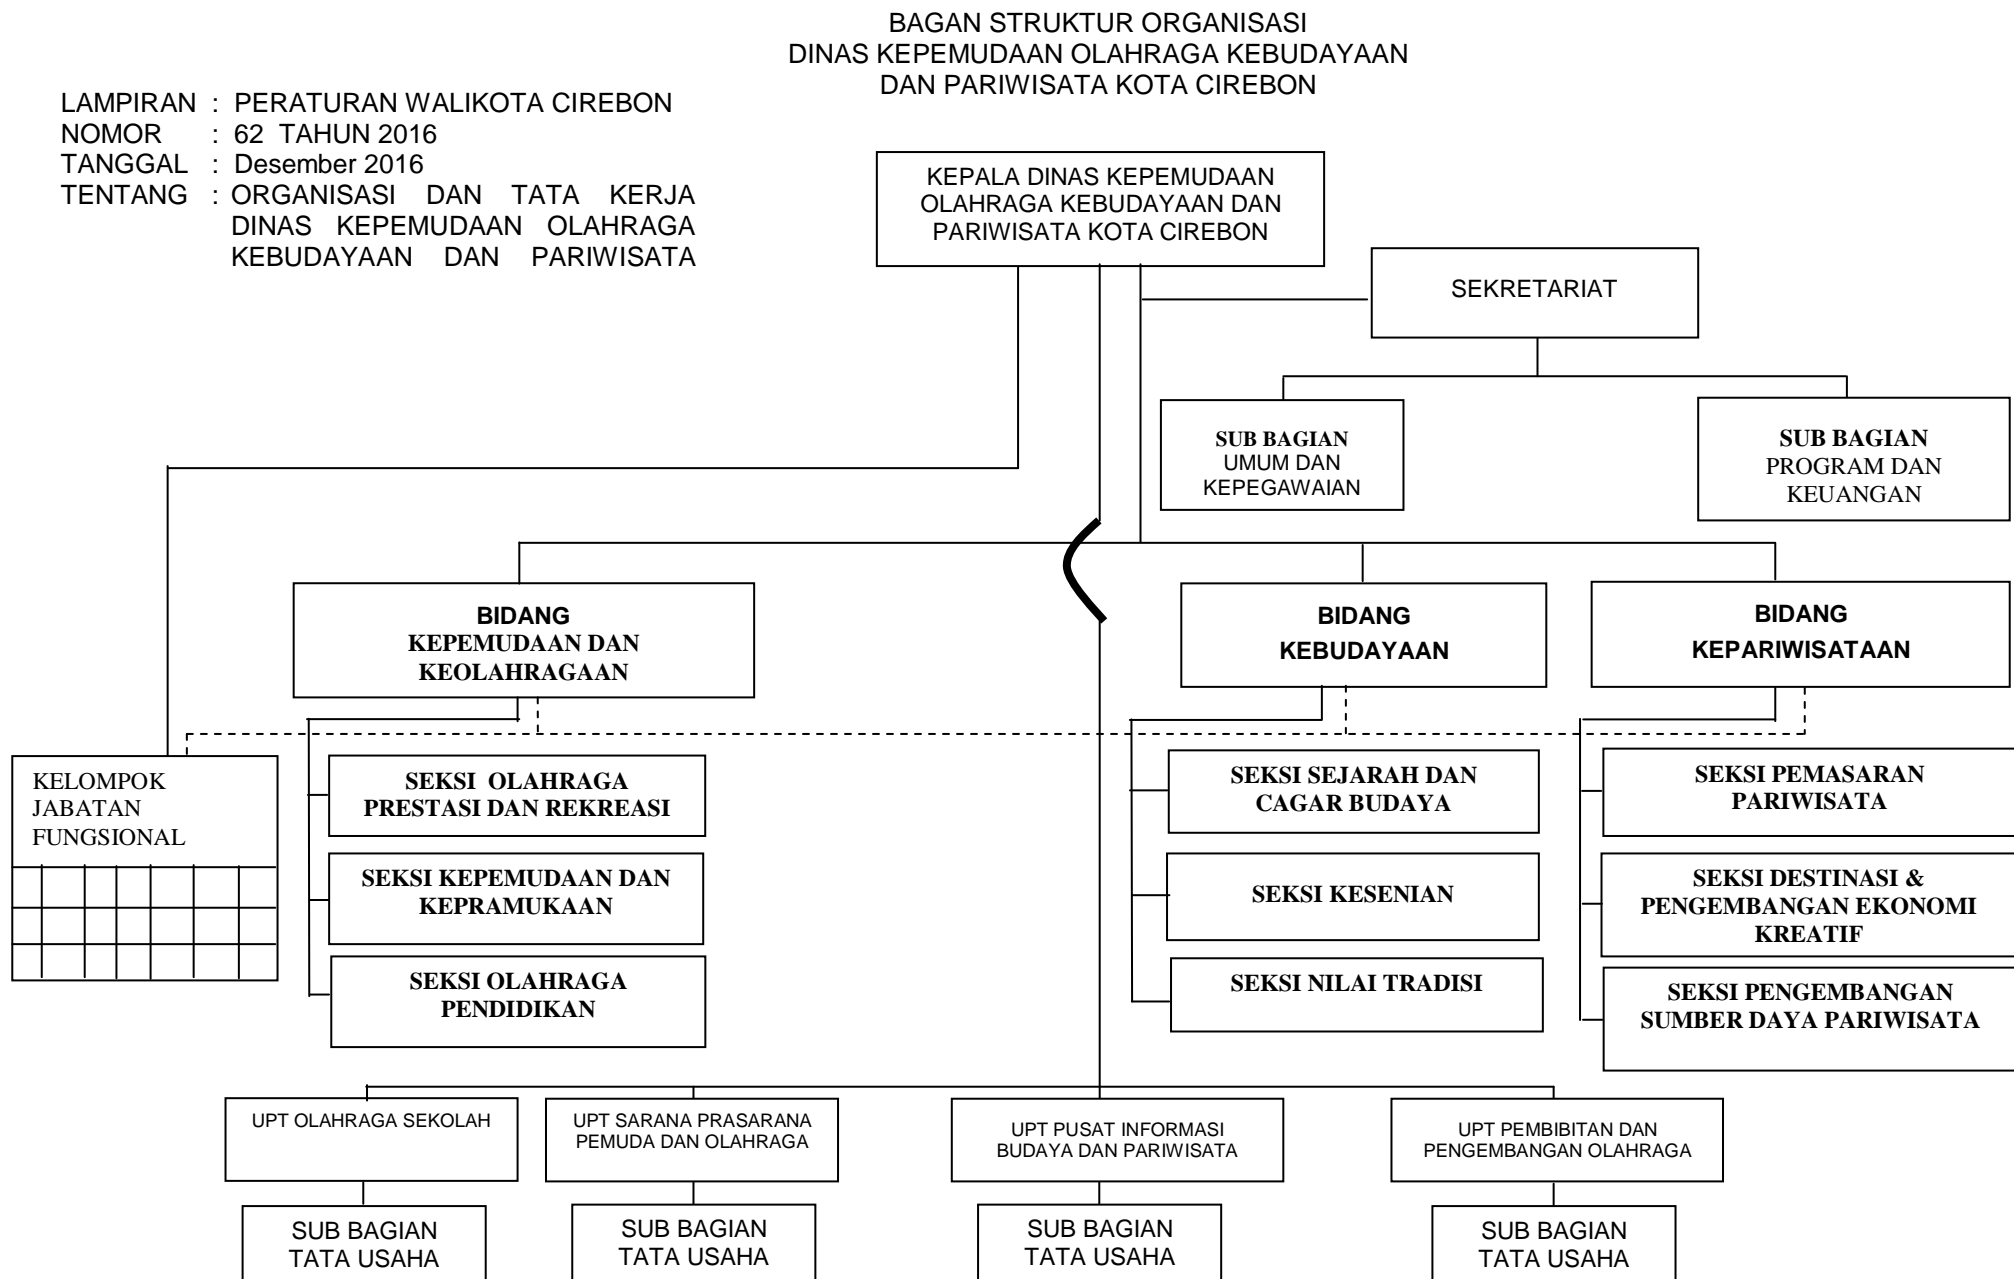 BAGAN STRUKTUR ORGANISASI
DINAS KEPEMUDAAN OLAHRAGA KEBUDAYAAN
DAN PARIWISATA KOTA CIREBON
LAMPIRAN : PERATURAN WALIKOTA CIREBON
NOMOR : 62 TAHUN 2016
TANGGAL : Desember 2016
TENTANG : ORGANISASI DAN TATA KERJA
DINAS KEPEMUDAAN OLAHRAGA
KEBUDAYAAN DAN PARIWISATA
KEPALA DINAS KEPEMUDAAN
OLAHRAGA KEBUDAYAAN DAN
PARIWISATA KOTA CIREBON
SEKRETARIAT
SUB BAGIAN
UMUM DAN
KEPEGAWAIAN
SUB BAGIAN
PROGRAM DAN
KEUANGAN
BIDANG
KEPEMUDAAN DAN
KEOLAHRAGAAN
BIDANG
KEBUDAYAAN
BIDANG
KEPARIWISATAAN
KELOMPOK
JABATAN
FUNGSIONAL
SEKSI OLAHRAGA
PRESTASI DAN REKREASI
SEKSI KEPEMUDAAN DAN
KEPRAMUKAAN
SEKSI OLAHRAGA
PENDIDIKAN
SEKSI SEJARAH DAN
CAGAR BUDAYA
SEKSI KESENIAN
SEKSI NILAI TRADISI
SEKSI PEMASARAN
PARIWISATA
SEKSI DESTINASI &
PENGEMBANGAN EKONOMI
KREATIF
SEKSI PENGEMBANGAN
SUMBER DAYA PARIWISATA
UPT OLAHRAGA SEKOLAH
UPT SARANA PRASARANA
PEMUDA DAN OLAHRAGA
UPT PUSAT INFORMASI
BUDAYA DAN PARIWISATA
UPT PEMBIBITAN DAN
PENGEMBANGAN OLAHRAGA
SUB BAGIAN
TATA USAHA
SUB BAGIAN
TATA USAHA
SUB BAGIAN
TATA USAHA
SUB BAGIAN
TATA USAHA